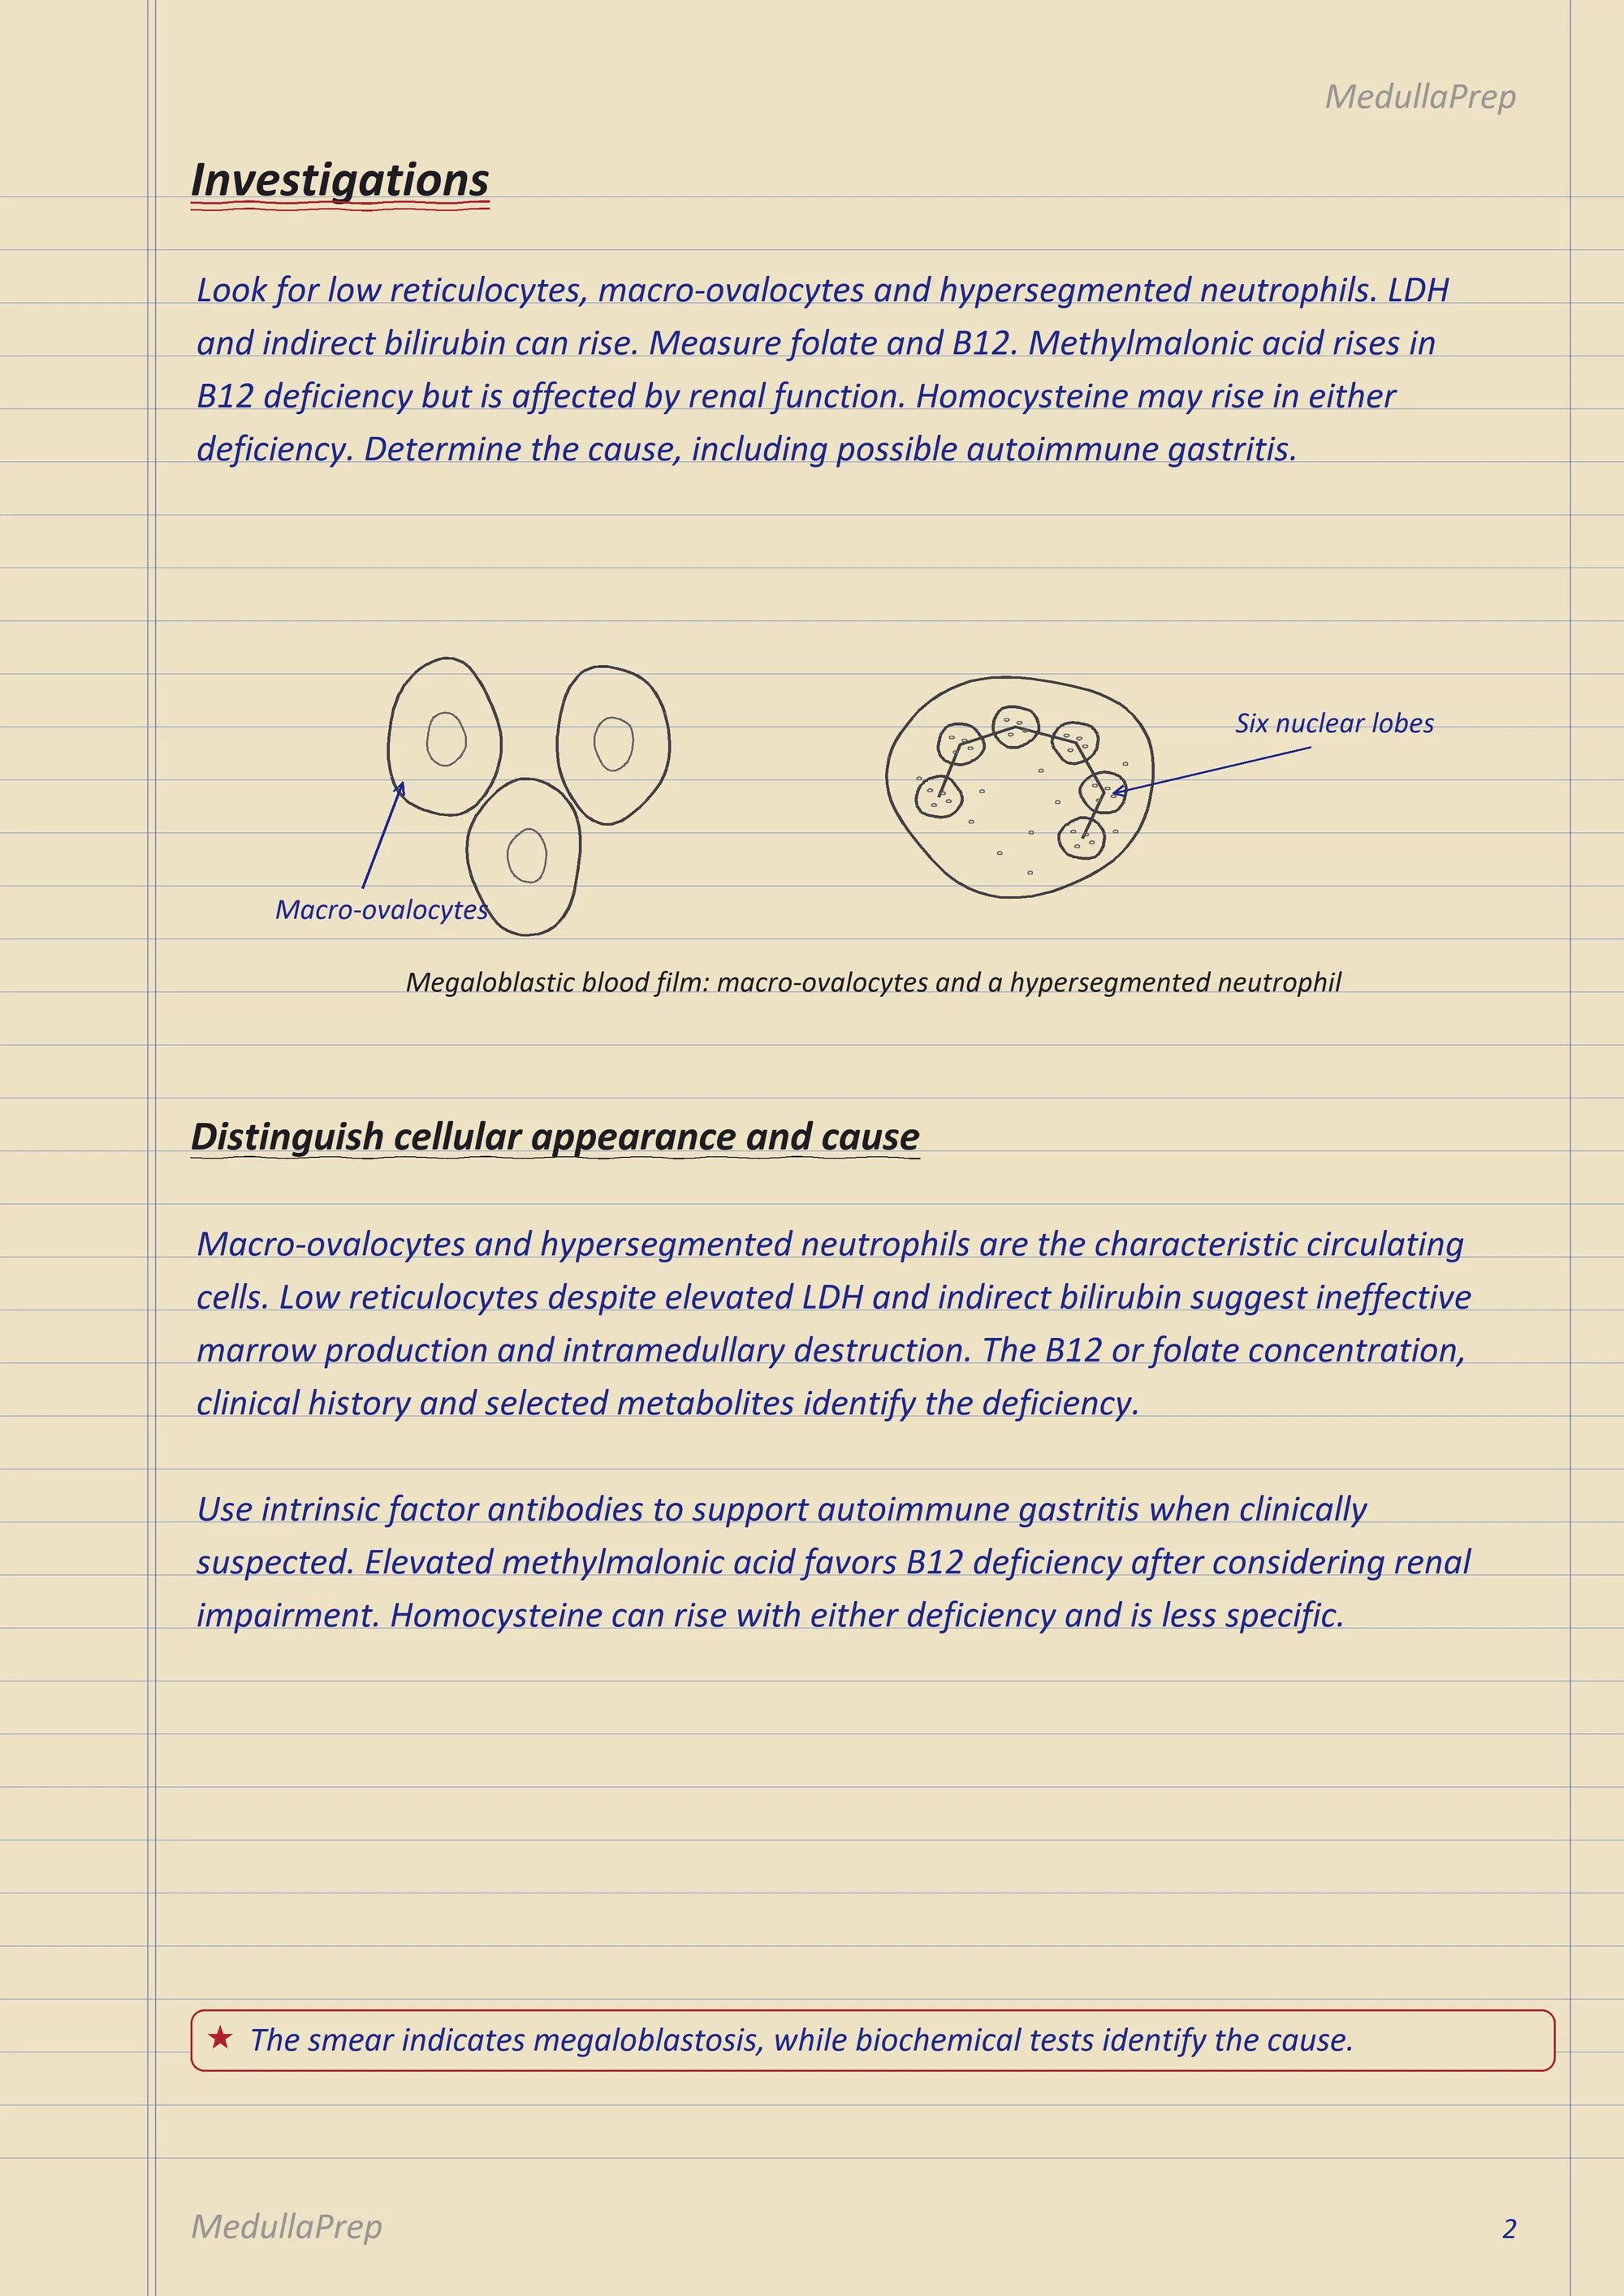 MedullaPrep
Investigations
Look for low reticulocytes, macro-ovalocytes and hypersegmented neutrophils. LDH
and indirect bilirubin can rise. Measure folate and B12. Methylmalonic acid rises in
B12 deficiency but is affected by renal function. Homocysteine may rise in either
deficiency. Determine the cause, including possible autoimmune gastritis.
Six nuclear lobes
Macro-ovalocytes
Megaloblastic blood film: macro-ovalocytes and a hypersegmented neutrophil
Distinguish cellular appearance and cause
Macro-ovalocytes and hypersegmented neutrophils are the characteristic circulating
cells. Low reticulocytes despite elevated LDH and indirect bilirubin suggest ineffective
marrow production and intramedullary destruction. The B12 or folate concentration,
clinical history and selected metabolites identify the deficiency.
Use intrinsic factor antibodies to support autoimmune gastritis when clinically
suspected. Elevated methylmalonic acid favors B12 deficiency after considering renal
impairment. Homocysteine can rise with either deficiency and is less specific.
★ The smear indicates megaloblastosis, while biochemical tests identify the cause.
MedullaPrep
2